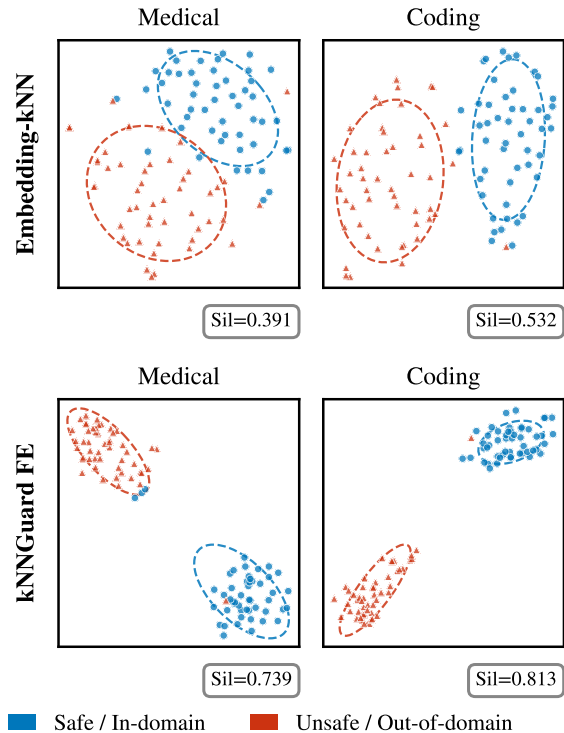 Medical Coding
Embedding-kNN
Sil=0.391 Sil=0.532
Medical Coding
kNNGuard FE
Sil=0.739 Sil=0.813
Safe / In-domain Unsafe / Out-of-domain